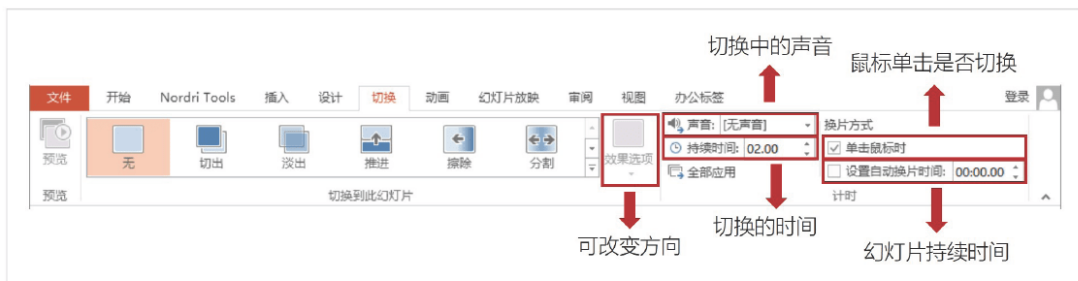 切换中的声音
鼠标单击是否切换
文件 开始 Nordri Tools 插入 设计 切换 动画 幻灯片放映 审阅 视图 办公标签 登录
声音: [无声音] 换片方式
预览 无 切出 淡出 推进 擦除 分割 效果选项 持续时间: 02.00 单击鼠标时
全部应用 设置自动换片时间: 00:00.00
预览 切换到此幻灯片 计时
可改变方向
切换的时间
幻灯片持续时间